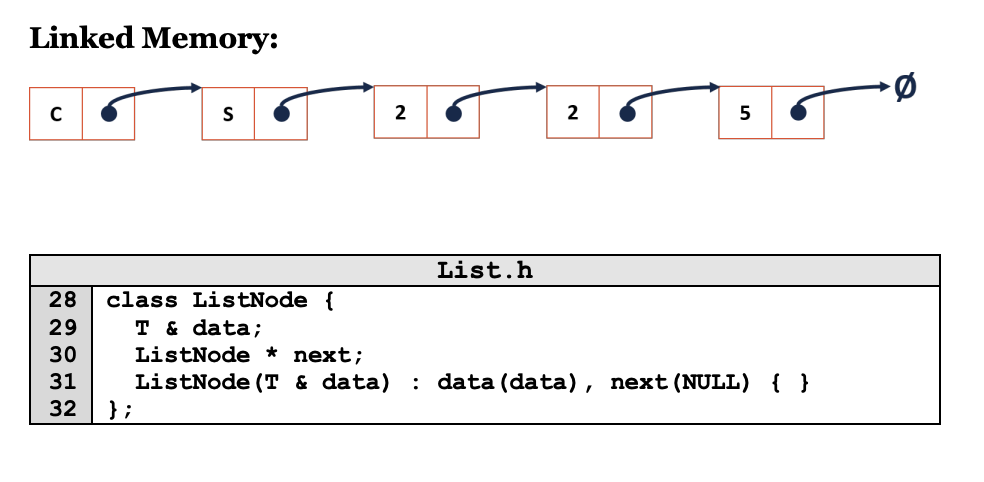 Linked Memory:
C S 2 2 5 Ø
List.h
28 class ListNode {
29 T & data;
30 ListNode * next;
31 ListNode(T & data) : data(data), next(NULL) { }
32 };